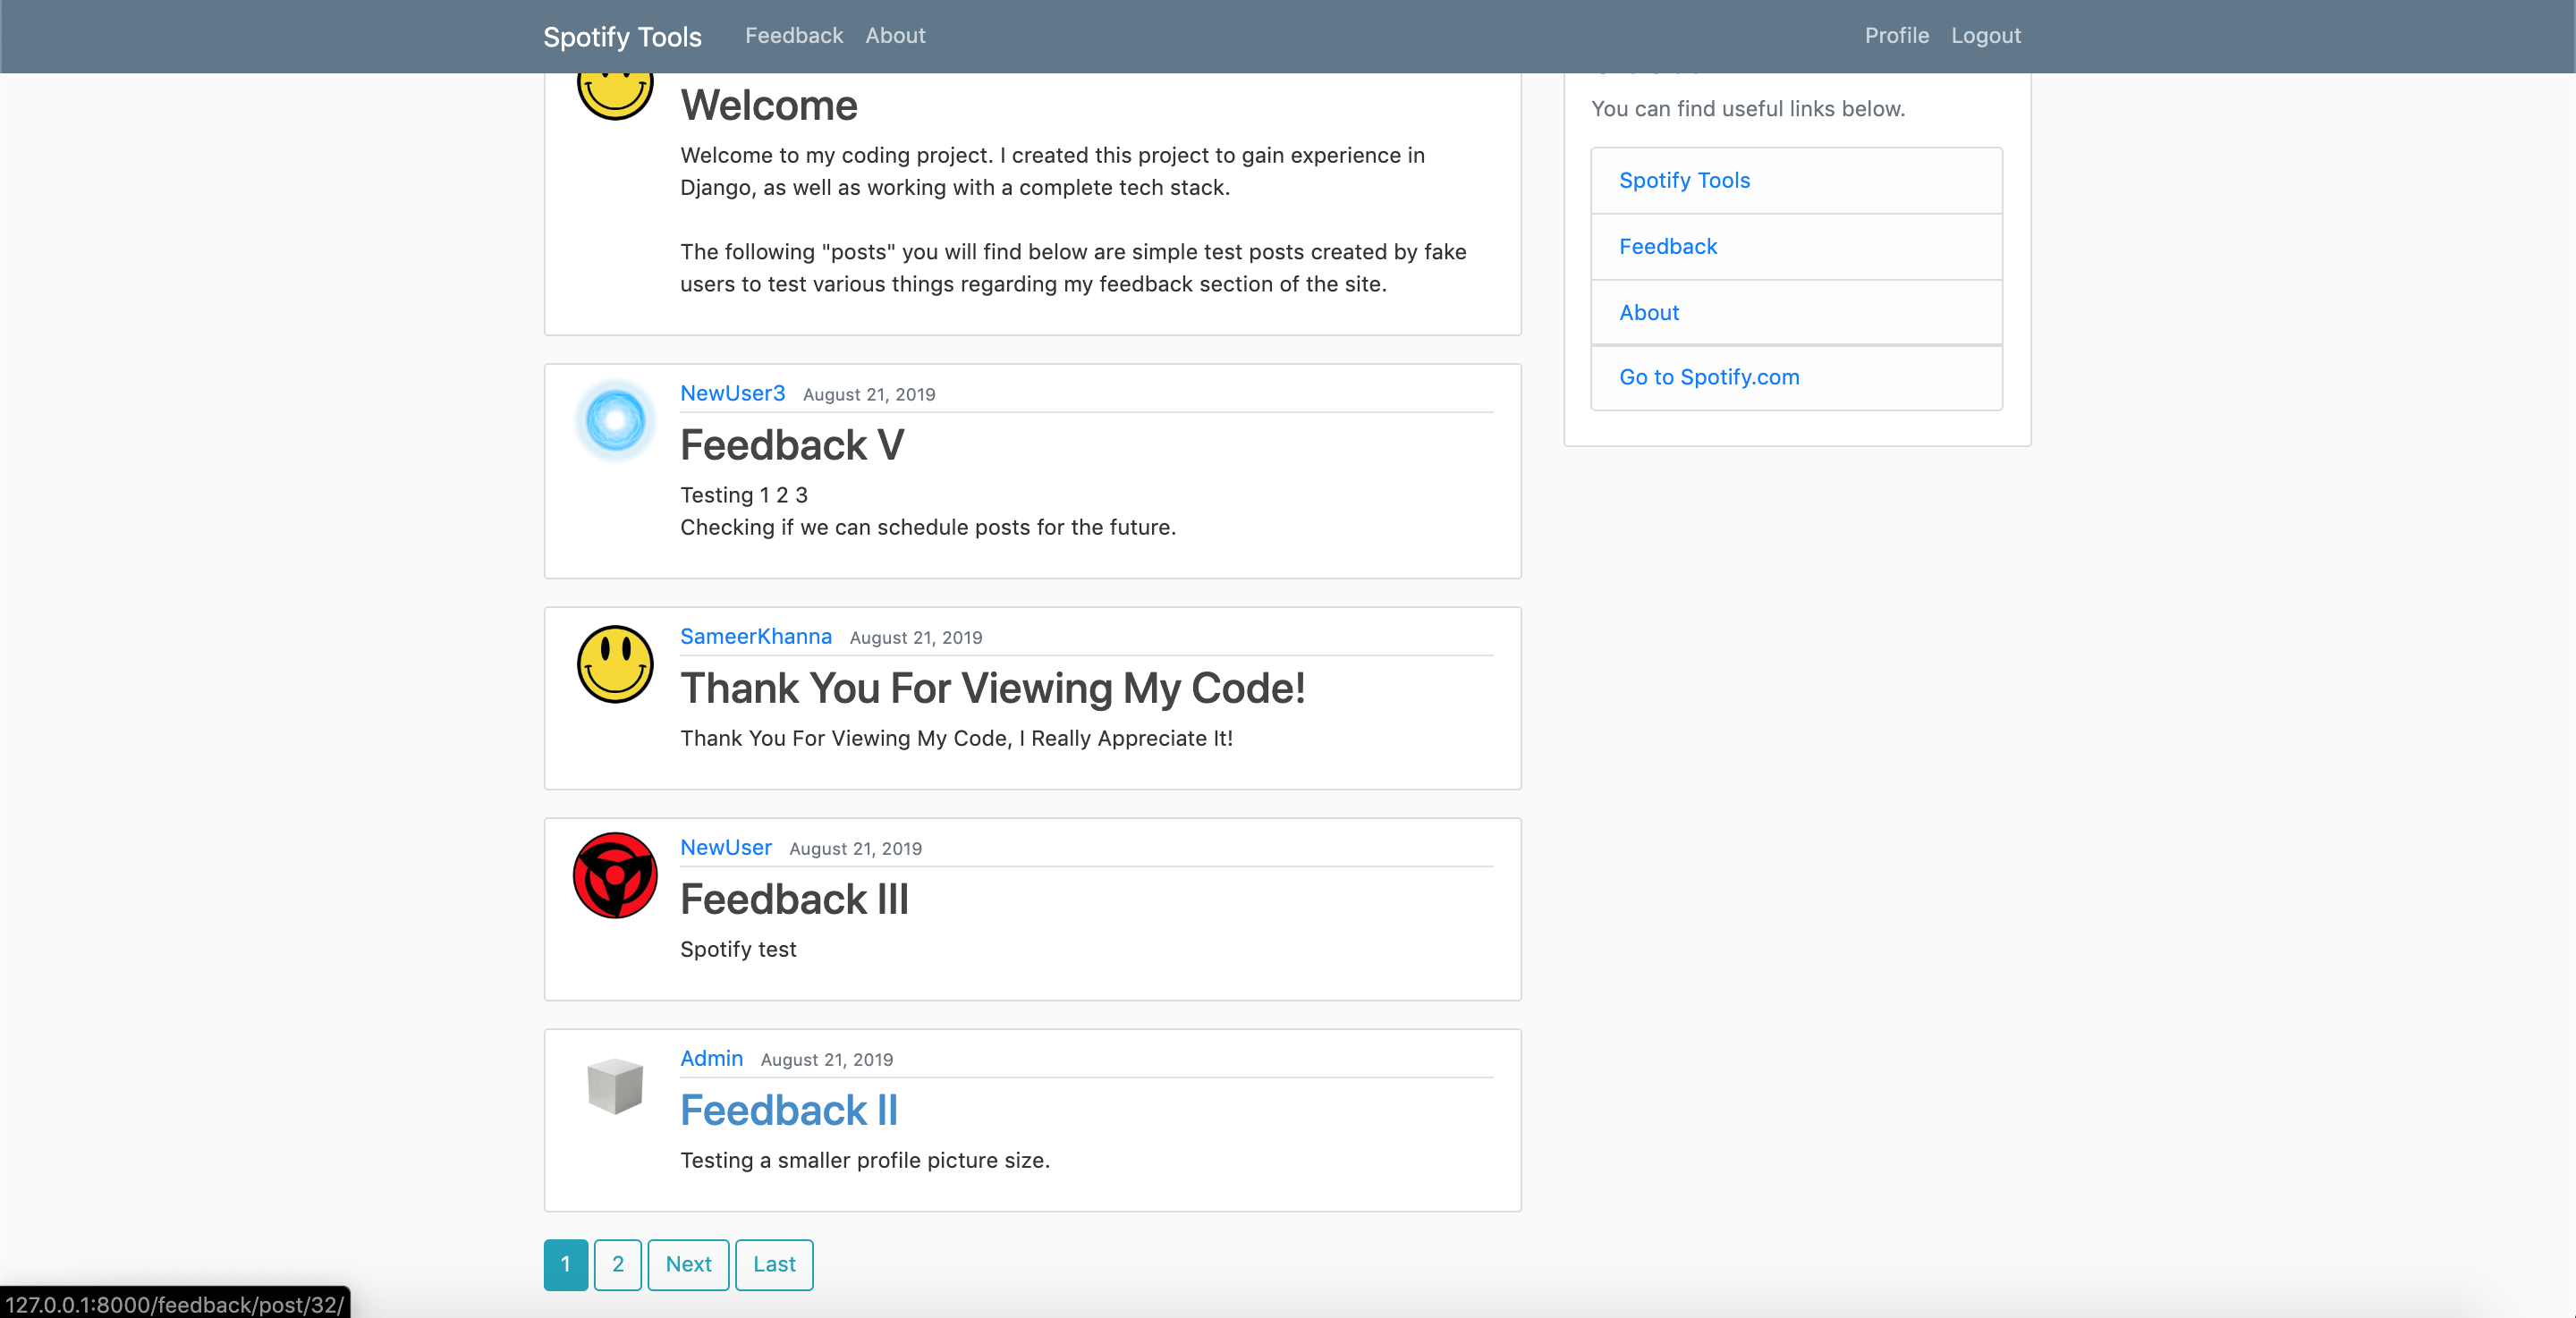 Spotify Tools Feedback About Profile Logout
Welcome
Welcome to my coding project. I created this project to gain experience in
Django, as well as working with a complete tech stack.
The following "posts" you will find below are simple test posts created by fake
users to test various things regarding my feedback section of the site.
NewUser3 August 21, 2019
Feedback V
Testing 1 2 3
Checking if we can schedule posts for the future.
SameerKhanna August 21, 2019
Thank You For Viewing My Code!
Thank You For Viewing My Code, I Really Appreciate It!
NewUser August 21, 2019
Feedback III
Spotify test
Admin August 21, 2019
Feedback II
Testing a smaller profile picture size.
1 2 Next Last
You can find useful links below.
Spotify Tools
Feedback
About
Go to Spotify.com
127.0.0.1:8000/feedback/post/32/